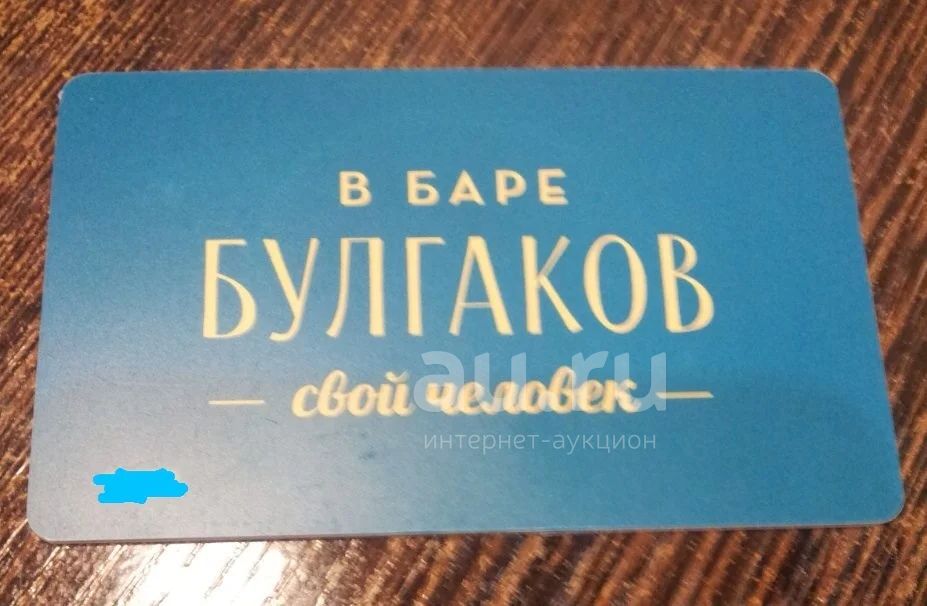 В БАРЕ
БУЛГАКОВ
— свой человек —
au.ru
интернет-аукцион